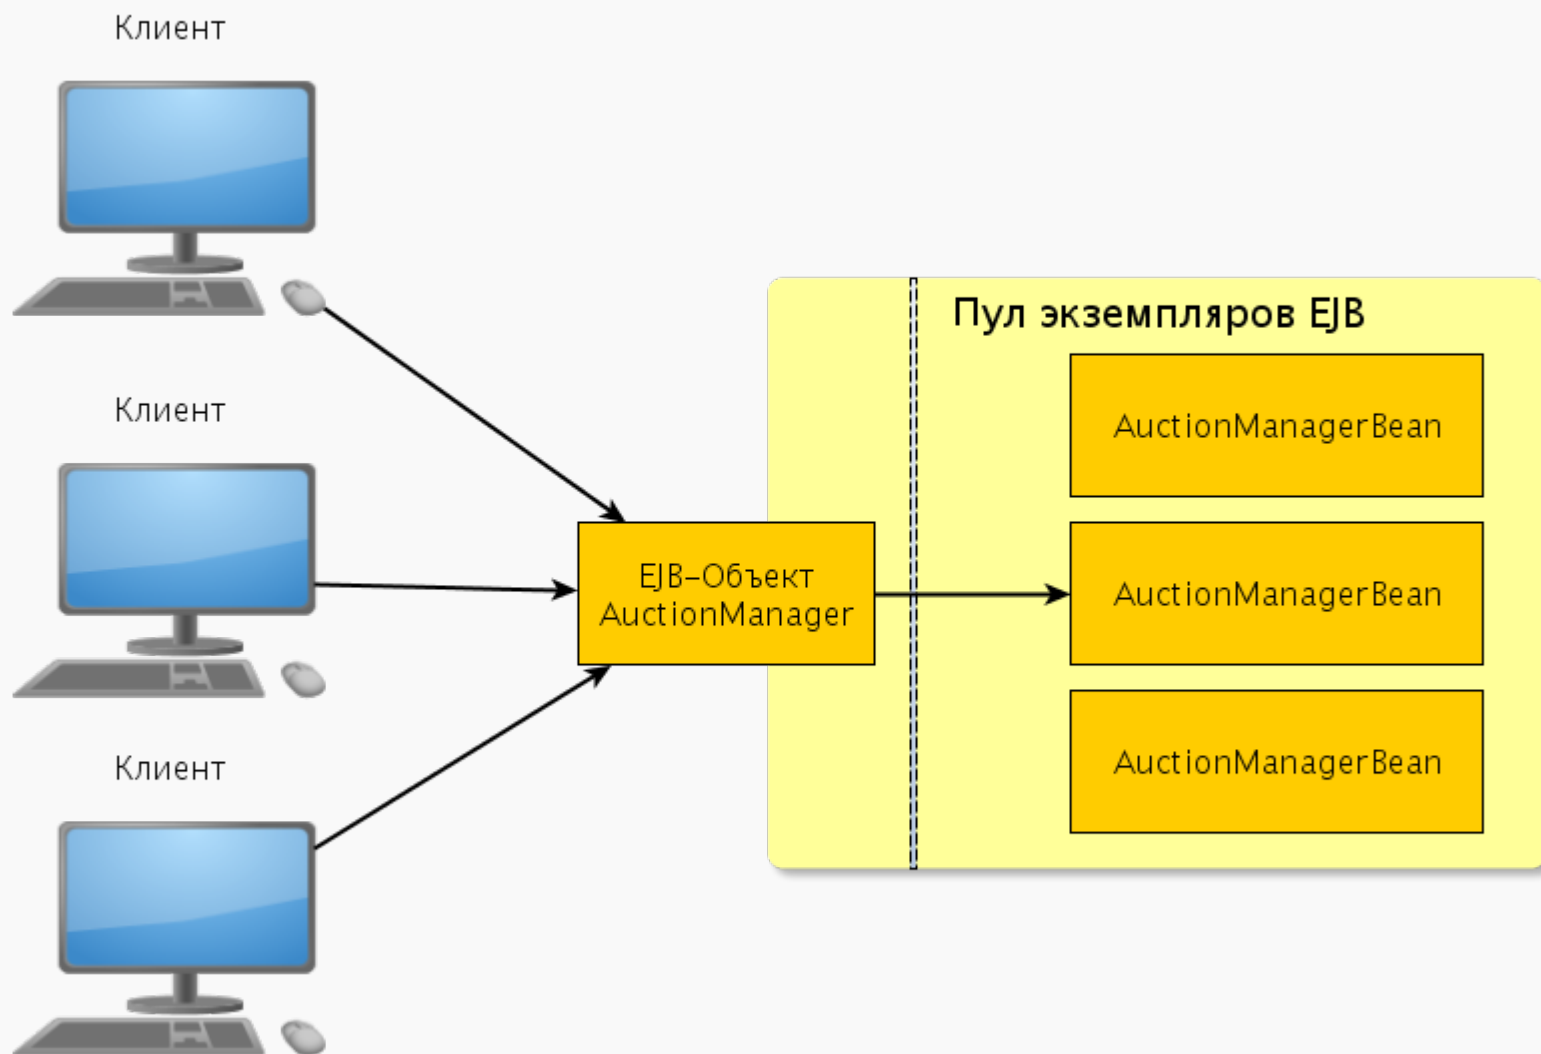 Клиент
Клиент
Клиент
EJB-Объект
AuctionManager
Пул экземпляров EJB
AuctionManagerBean
AuctionManagerBean
AuctionManagerBean